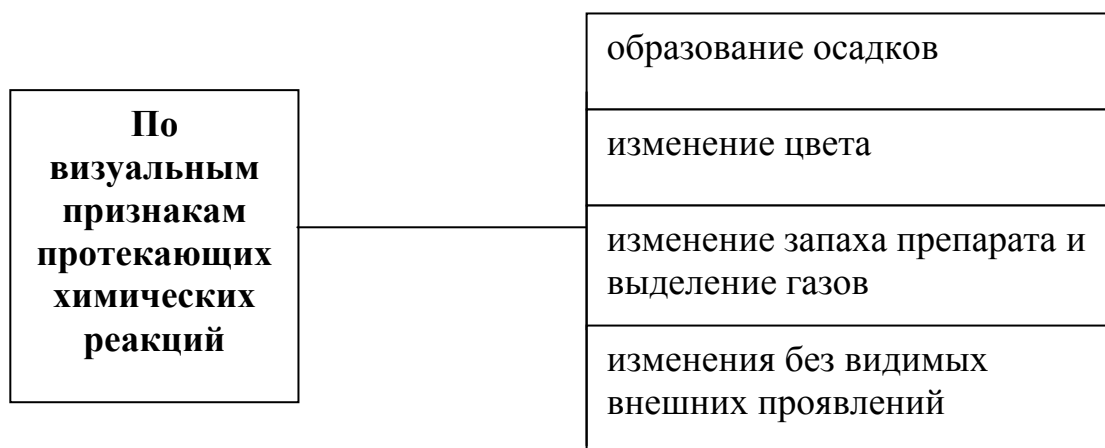 По
визуальным
признакам
протекающих
химических
реакций
образование осадков
изменение цвета
изменение запаха препарата и
выделение газов
изменения без видимых
внешних проявлений